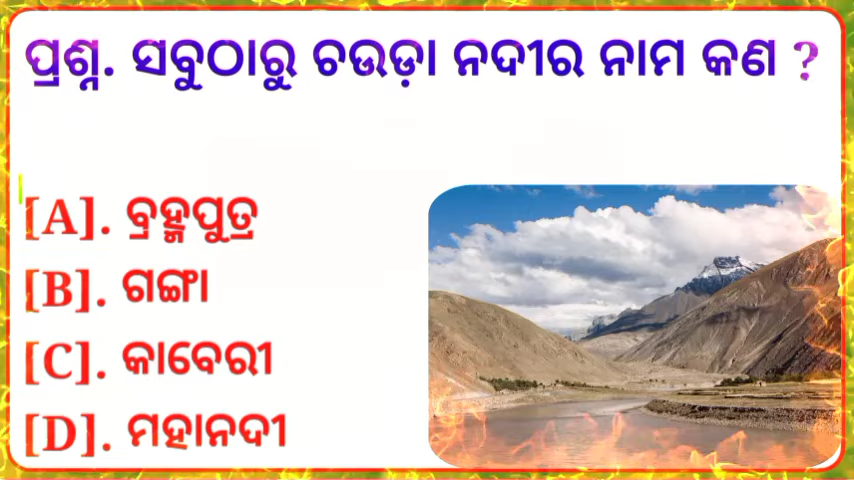 ପ୍ରଶ୍ନ. ସବୁଠାରୁ ଚଉଡ଼ା ନଦୀର ନାମ କଣ ?
[A]. ବ୍ରହ୍ମପୁତ୍ର
[B]. ଗଙ୍ଗା
[C]. କାବେରୀ
[D]. ମହାନଦୀ